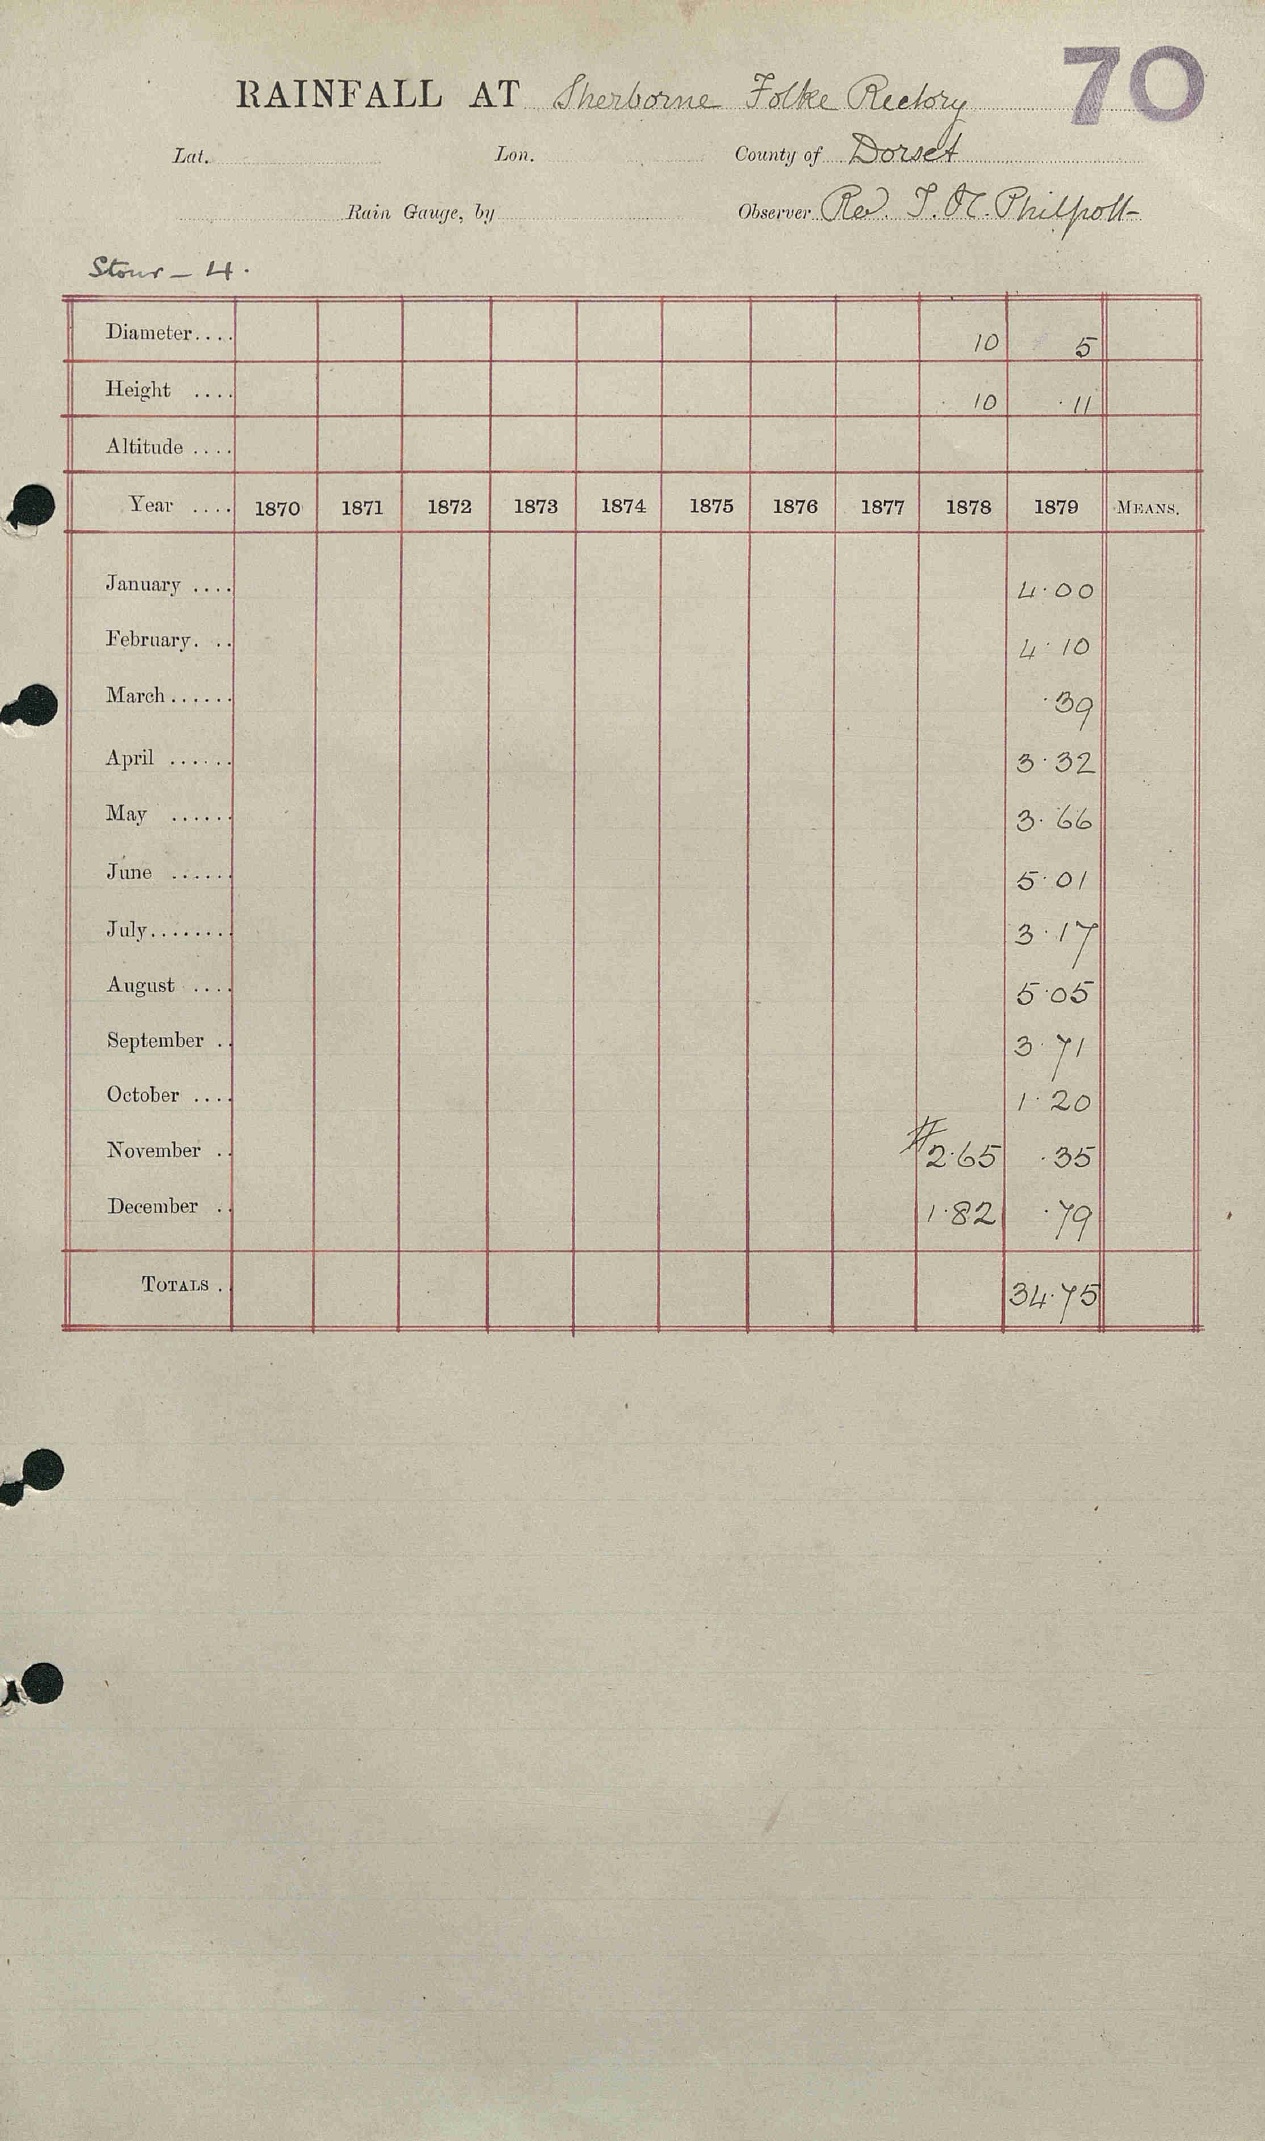 70
RAINFALL AT Sherborne Folke Rectory
Lat. Lon. County of Dorset
Rain Gauge, by Observer Rev. T. H. Philpott
Stour - 4.
Diameter.... 10 5
Height .... 10 · 11
Altitude ....
Year .... 1870 1871 1872 1873 1874 1875 1876 1877 1878 1879 MEANS.
January .... 4·00
February. .. 4·10
March...... ·39
April ...... 3·32
May ...... 3·66
June ...... 5·01
July....... 3·17
August .... 5·05
September .. 3·71
October .... 1·20
November .. # 2·65 ·35
December .. 1·82 ·79
TOTALS . 34·75